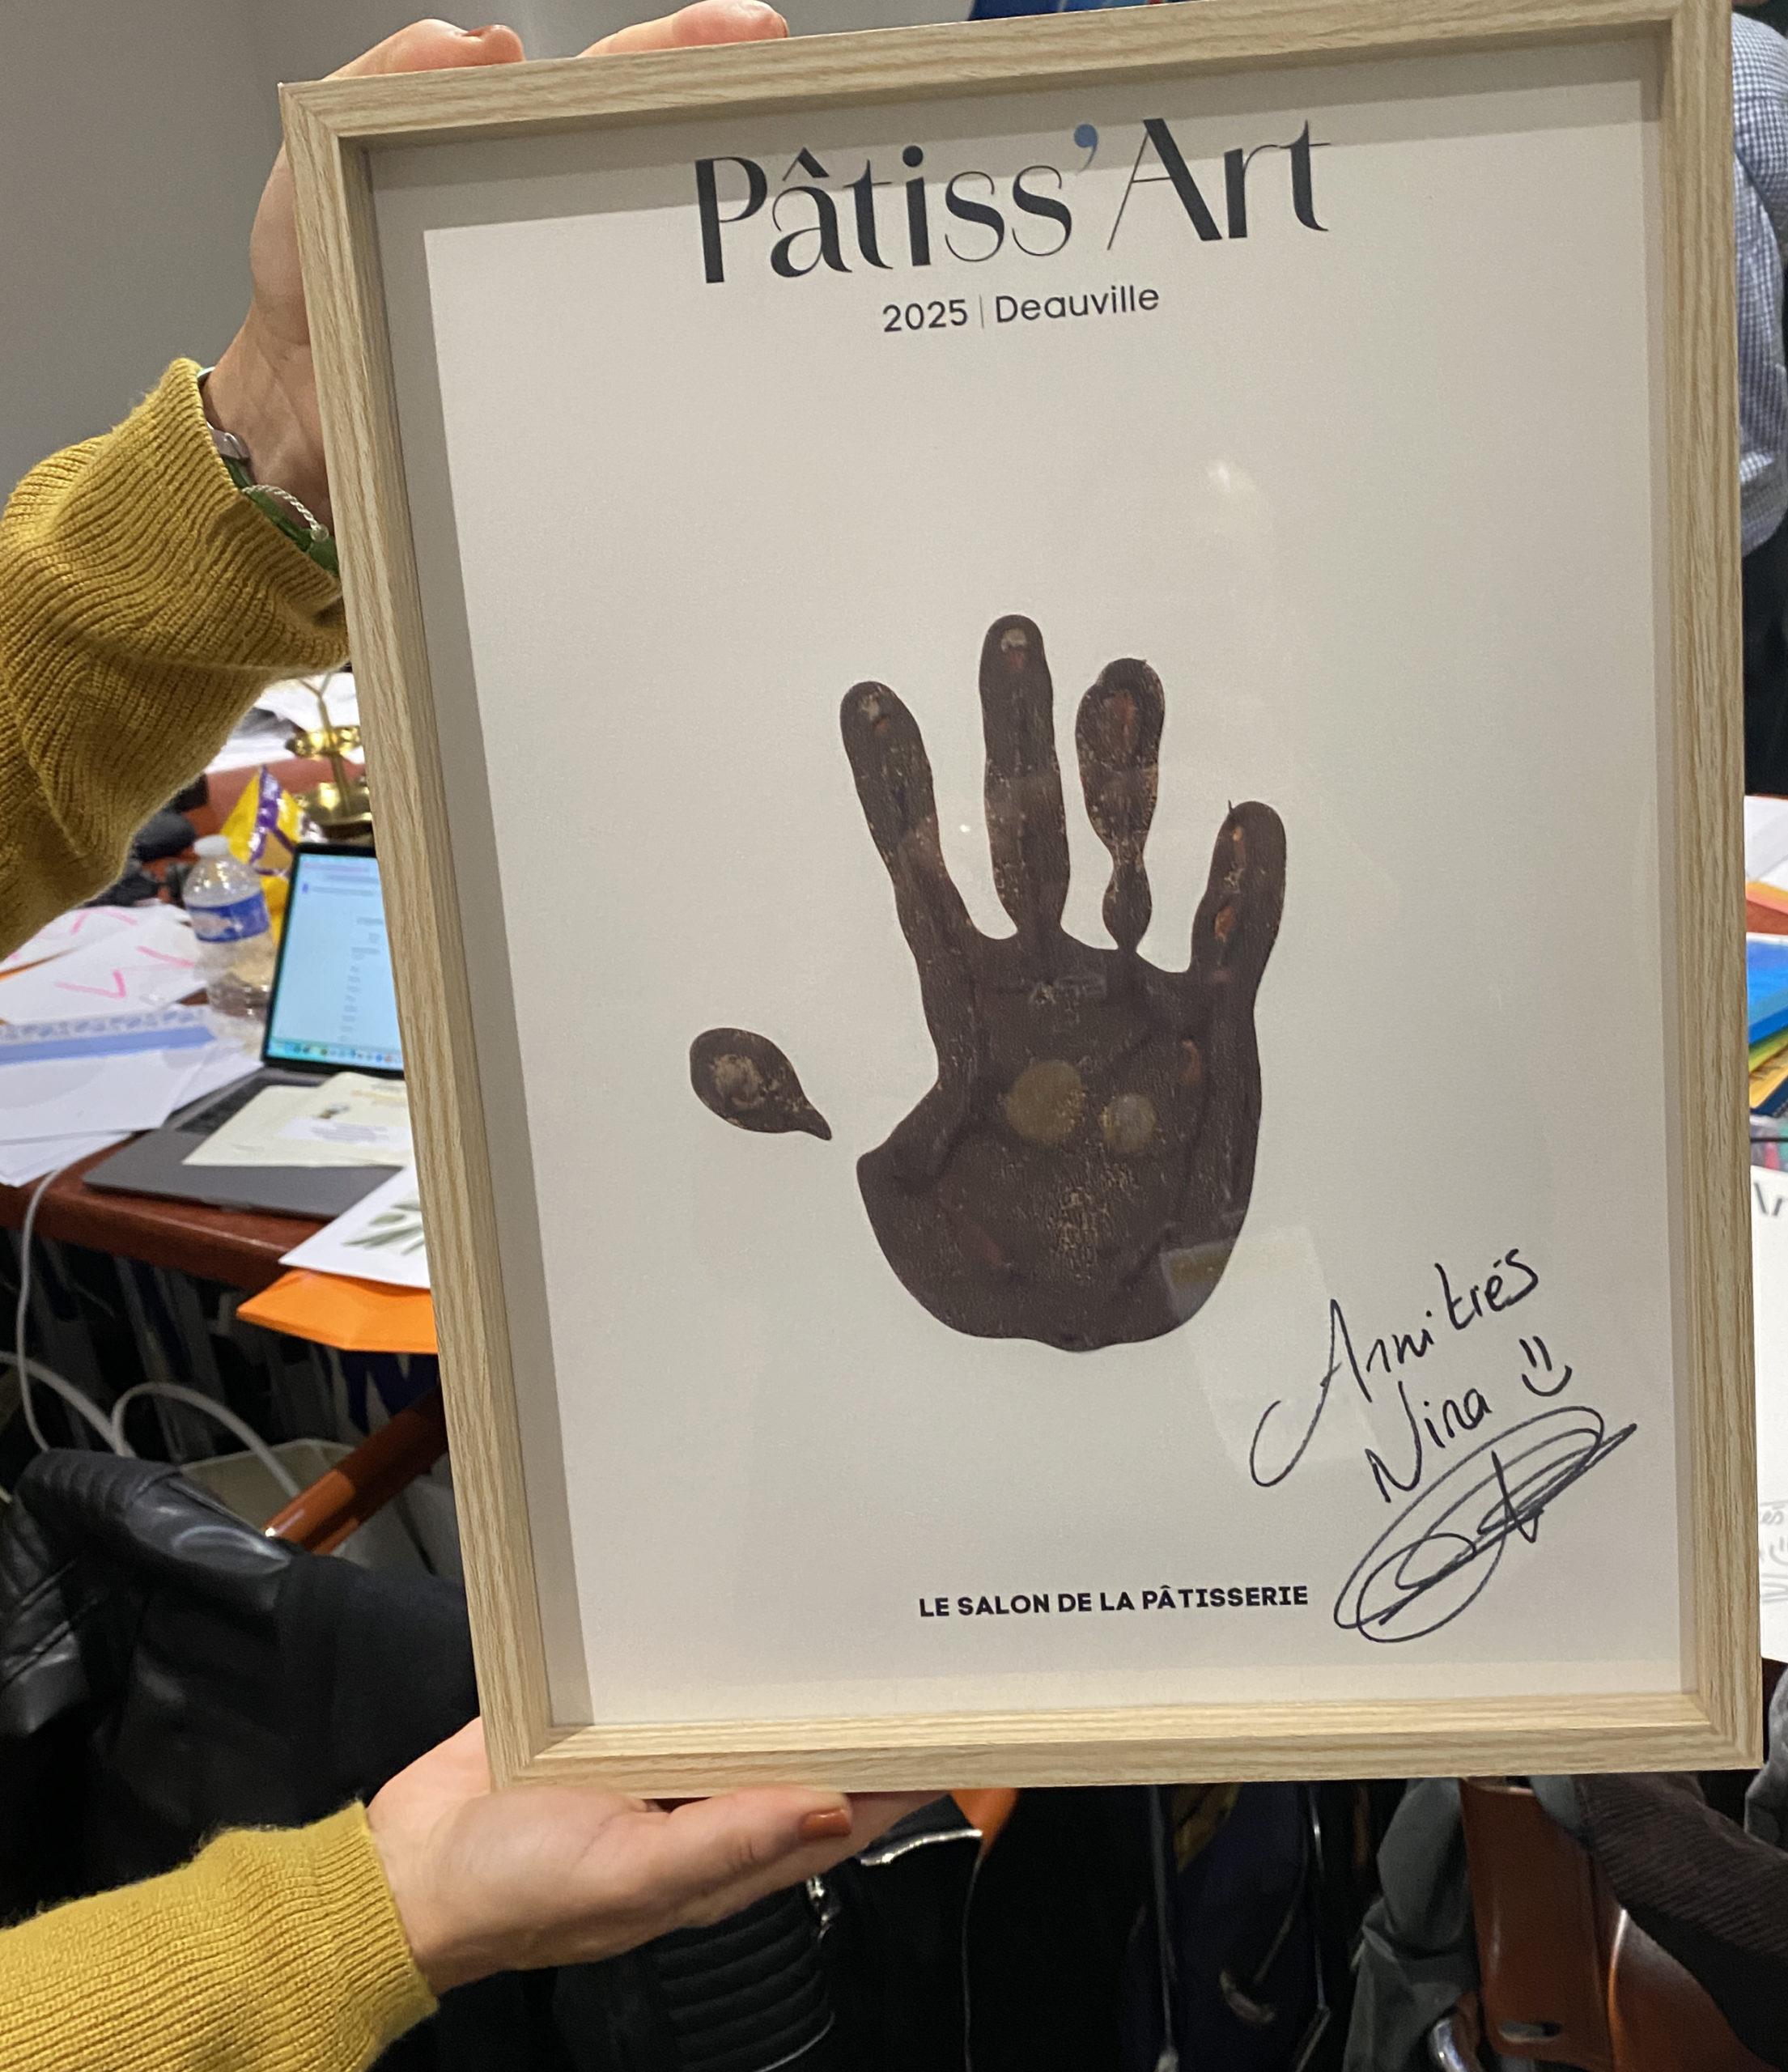 Pâtiss'Art
2025 | Deauville
Amitiés
Nina
LE SALON DE LA PÂTISSERIE